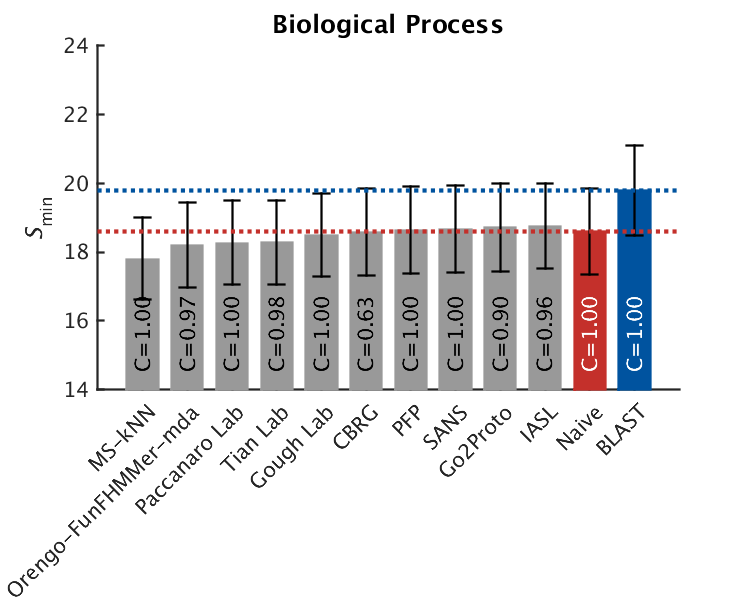 Biological Process
24
22
20
18
16
14
Smin
C=1.00
C=0.97
C=1.00
C=0.98
C=1.00
C=0.63
C=1.00
C=1.00
C=0.90
C=0.96
C=1.00
C=1.00
MS-kNN
Orengo-FunFHMMer-mda
Paccanaro Lab
Tian Lab
Gough Lab
CBRG
PFP
SANS
Go2Proto
IASL
Naive
BLAST